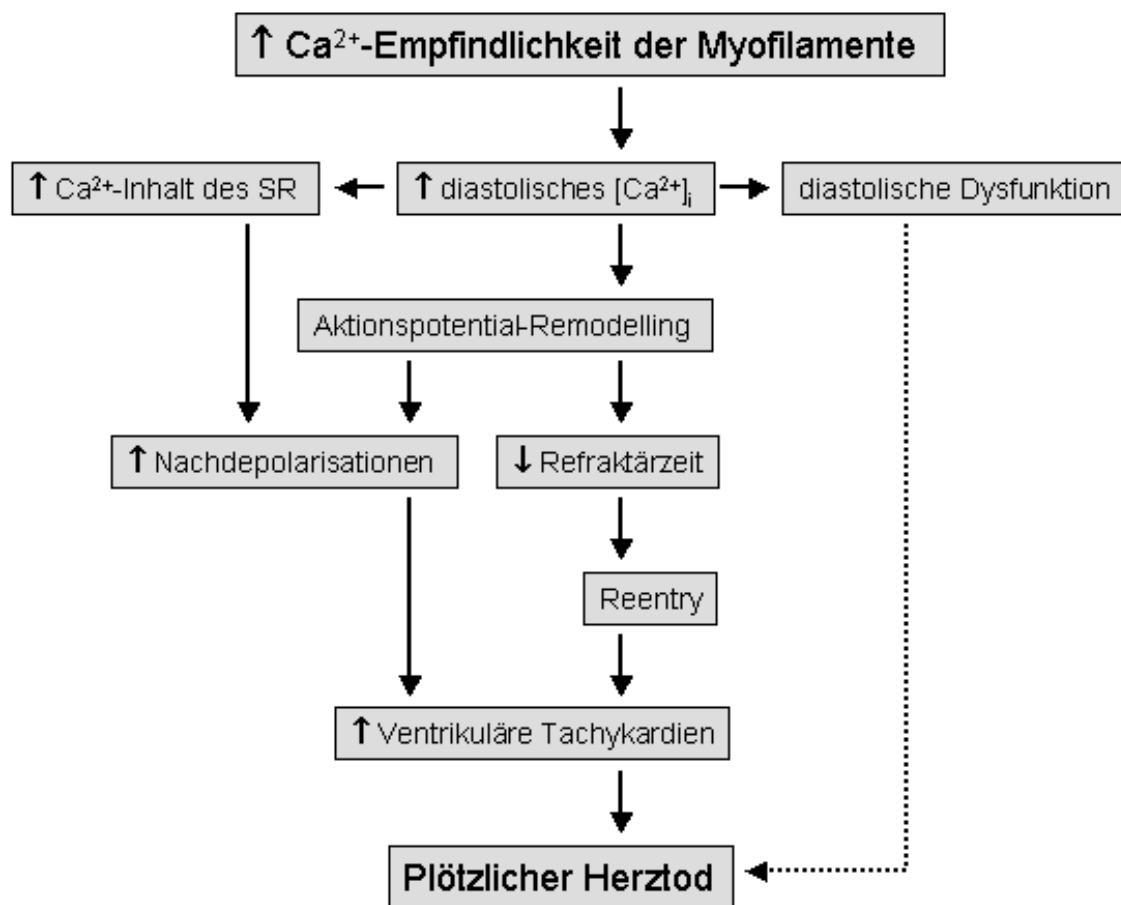 ↑ Ca²⁺-Empfindlichkeit der Myofilamente
↑ Ca²⁺-Inhalt des SR
↑ diastolisches [Ca²⁺]ᵢ
diastolische Dysfunktion
Aktionspotential-Remodelling
↑ Nachdepolarisationen
↓ Refraktärzeit
Reentry
↑ Ventrikuläre Tachykardien
Plötzlicher Herztod